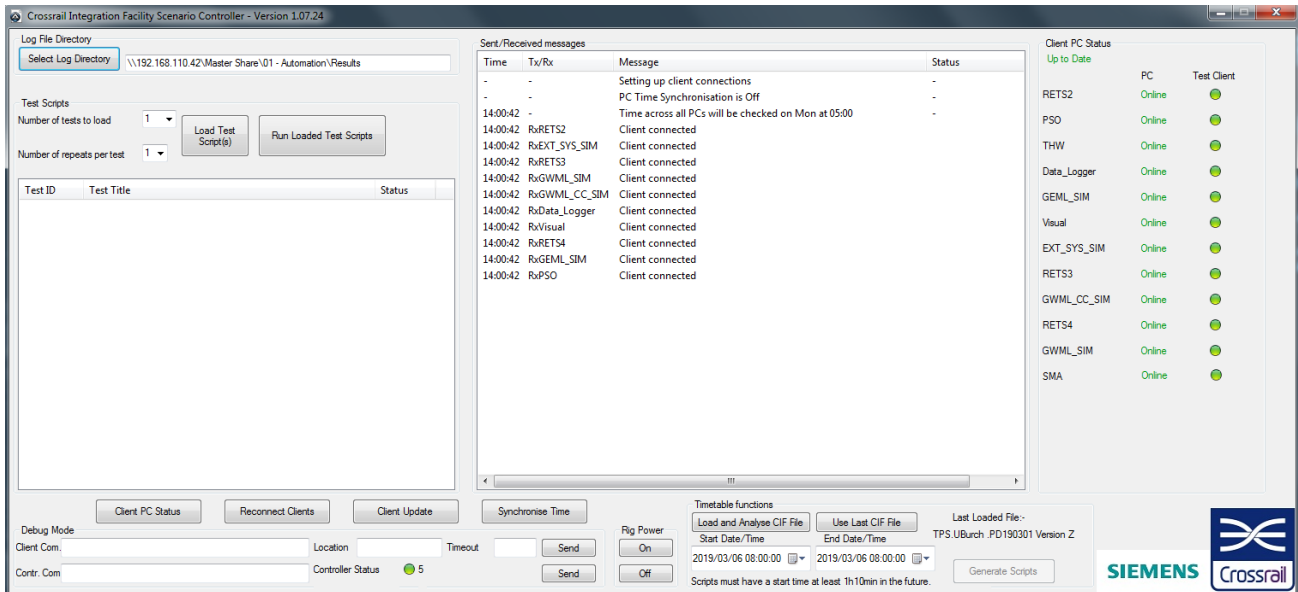 Crossrail Integration Facility Scenario Controller - Version 1.07.24
Log File Directory
Select Log Directory
\\192.168.110.42\Master Share\01 - Automation\Results
Test Scripts
Number of tests to load 1
Load Test Script(s)
Run Loaded Test Scripts
Number of repeats per test 1
Test ID Test Title Status
Sent/Received messages
Time Tx/Rx Message Status
- - Setting up client connections -
- - PC Time Synchronisation is Off -
14:00:42 - Time across all PCs will be checked on Mon at 05:00 -
14:00:42 RxRETS2 Client connected
14:00:42 RxEXT_SYS_SIM Client connected
14:00:42 RxRETS3 Client connected
14:00:42 RxGWML_SIM Client connected
14:00:42 RxGWML_CC_SIM Client connected
14:00:42 RxData_Logger Client connected
14:00:42 RxVisual Client connected
14:00:42 RxRETS4 Client connected
14:00:42 RxGEML_SIM Client connected
14:00:42 RxPSO Client connected
Client PC Status
Up to Date
PC Test Client
RETS2 Online
PSO Online
THW Online
Data_Logger Online
GEML_SIM Online
Visual Online
EXT_SYS_SIM Online
RETS3 Online
GWML_CC_SIM Online
RETS4 Online
GWML_SIM Online
SMA Online
Client PC Status
Reconnect Clients
Client Update
Synchronise Time
Debug Mode
Client Com. Location Timeout Send
Contr. Com Controller Status 5 Send
Rig Power
On
Off
Timetable functions
Load and Analyse CIF File
Use Last CIF File
Last Loaded File:-
TPS.UBurch .PD190301 Version Z
Start Date/Time End Date/Time
2019/03/06 08:00:00 2019/03/06 08:00:00
Generate Scripts
Scripts must have a start time at least 1h10min in the future.
SIEMENS
Crossrail